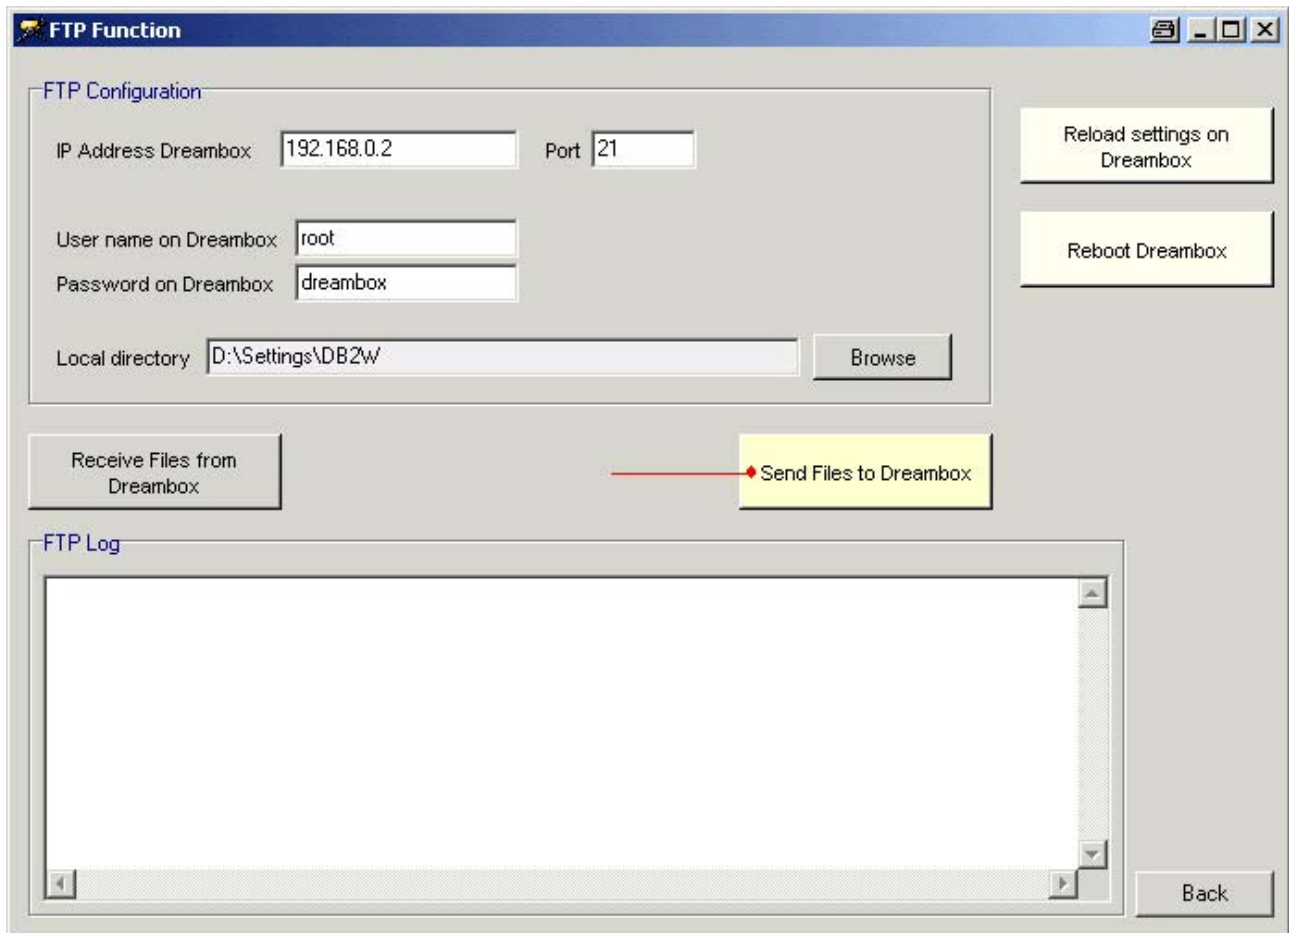 FTP Function
FTP Configuration
IP Address Dreambox 192.168.0.2 Port 21
Reload settings on
Dreambox
User name on Dreambox root
Reboot Dreambox
Password on Dreambox dreambox
Local directory D:\Settings\DB2W
Browse
Receive Files from
Dreambox
Send Files to Dreambox
FTP Log
Back